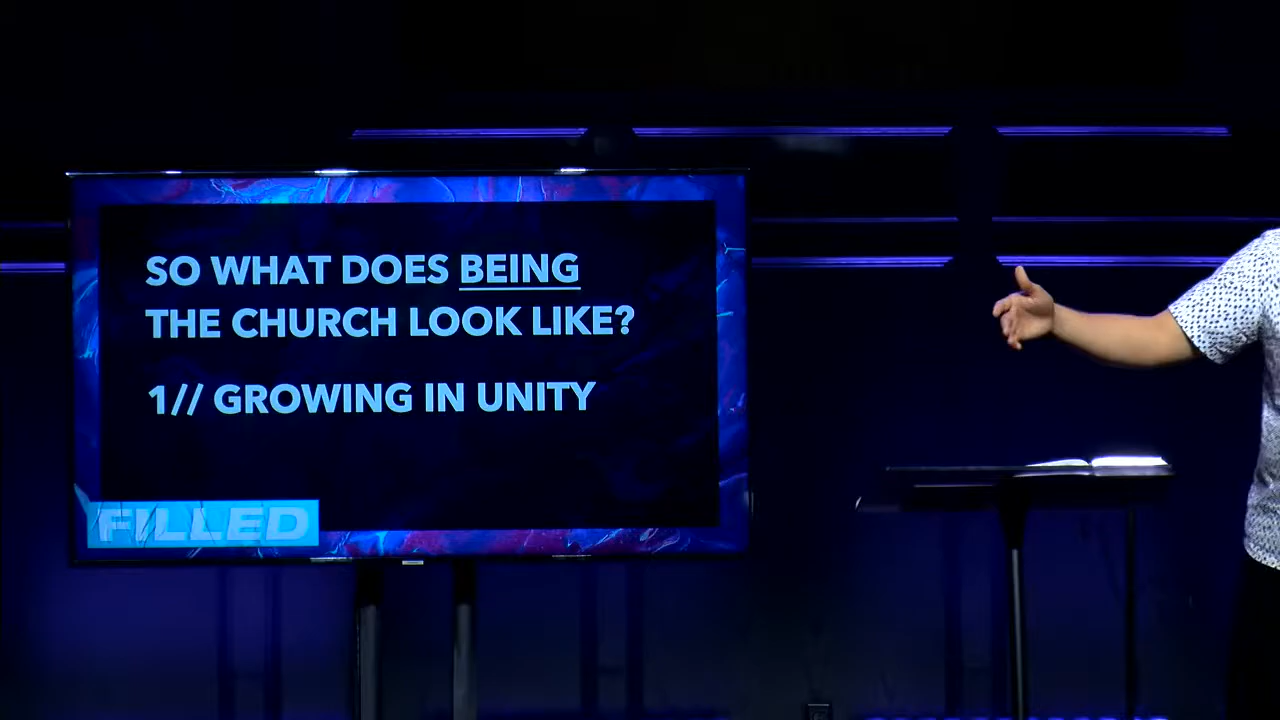 SO WHAT DOES BEING
THE CHURCH LOOK LIKE?
1// GROWING IN UNITY
FILLED